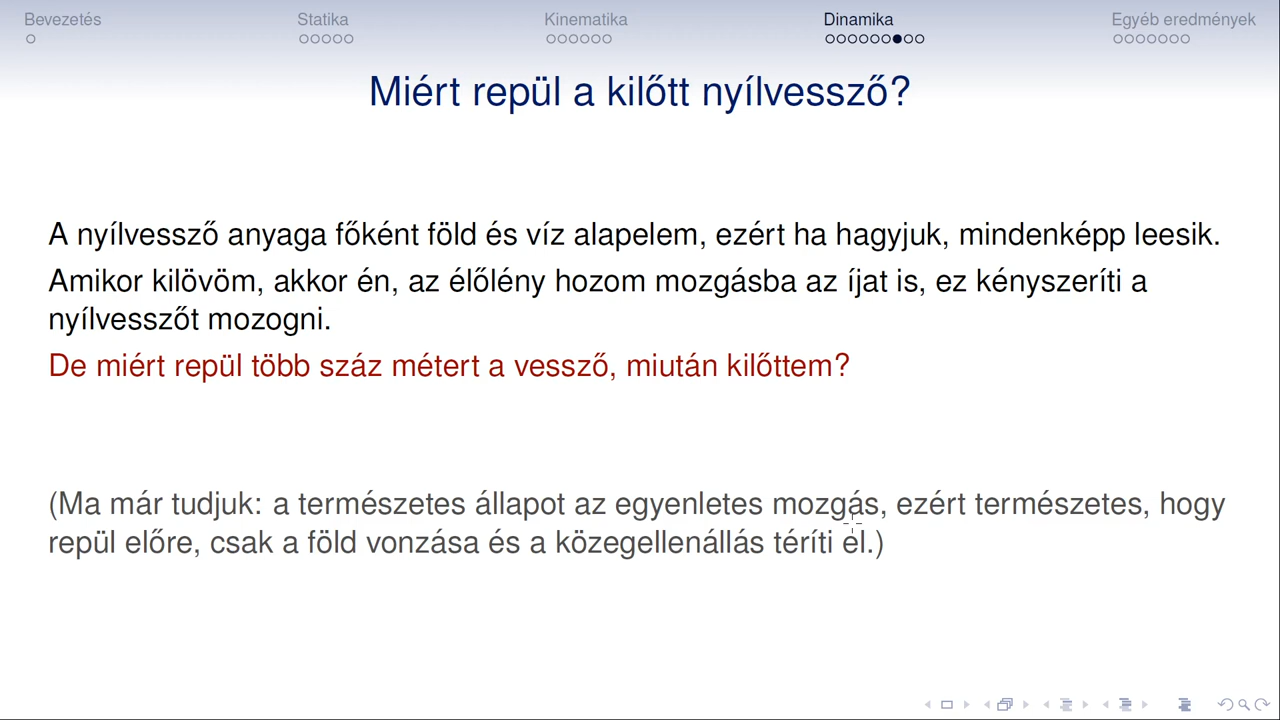 Bevezetés Statika Kinematika Dinamika Egyéb eredmények
Miért repül a kilőtt nyílvessző?
A nyílvessző anyaga főként föld és víz alapelem, ezért ha hagyjuk, mindenképp leesik.
Amikor kilövöm, akkor én, az élőlény hozom mozgásba az íjat is, ez kényszeríti a
nyílvesszőt mozogni.
De miért repül több száz métert a vessző, miután kilőttem?
(Ma már tudjuk: a természetes állapot az egyenletes mozgás, ezért természetes, hogy
repül előre, csak a föld vonzása és a közegellenállás téríti el.)